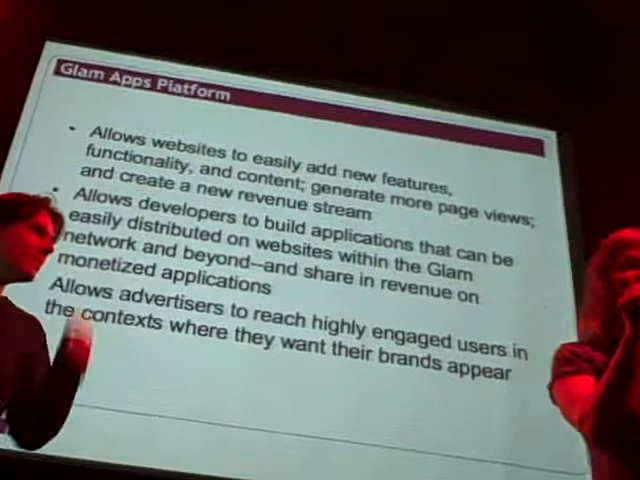 Glam Apps Platform
• Allows websites to easily add new features,
functionality, and content; generate more page views;
and create a new revenue stream
• Allows developers to build applications that can be
easily distributed on websites within the Glam
network and beyond--and share in revenue on
monetized applications
Allows advertisers to reach highly engaged users in
the contexts where they want their brands appear